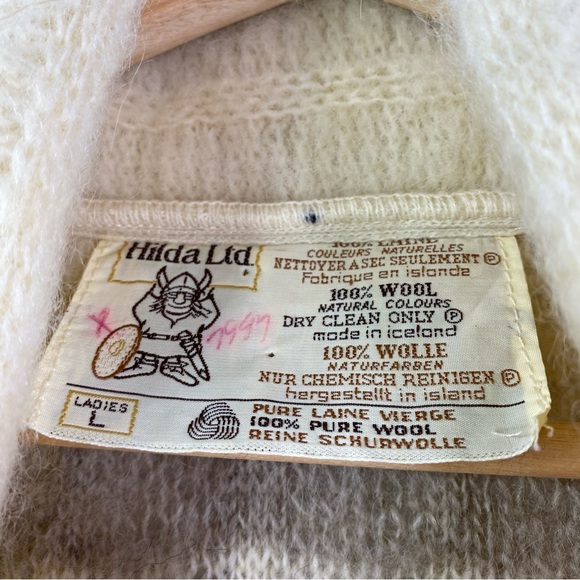 Hilda Ltd.
100% LAINE
COULEURS NATURELLES
NETTOYER A SEC SEULEMENT Ⓟ
Fabrique en islande
100% WOOL
NATURAL COLOURS
DRY CLEAN ONLY Ⓟ
made in iceland
100% WOLLE
NATURFARBEN
NUR CHEMISCH REINIGEN Ⓟ
hergestellt in island
LADIES
L
PURE LAINE VIERGE
100% PURE WOOL
REINE SCHURWOLLE